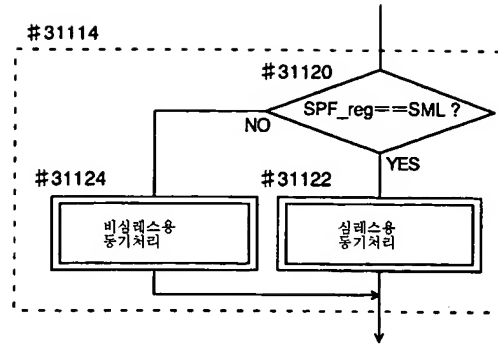 #31114
#31120
SPF_reg==SML ?
NO
YES
#31124
#31122
비심레스용
동기처리
심레스용
동기처리